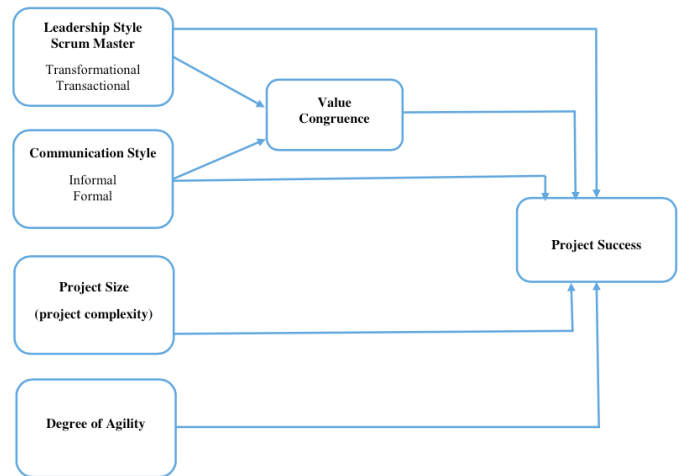 Leadership Style
Scrum Master
Transformational
Transactional
Value
Congruence
Communication Style
Informal
Formal
Project Success
Project Size
(project complexity)
Degree of Agility